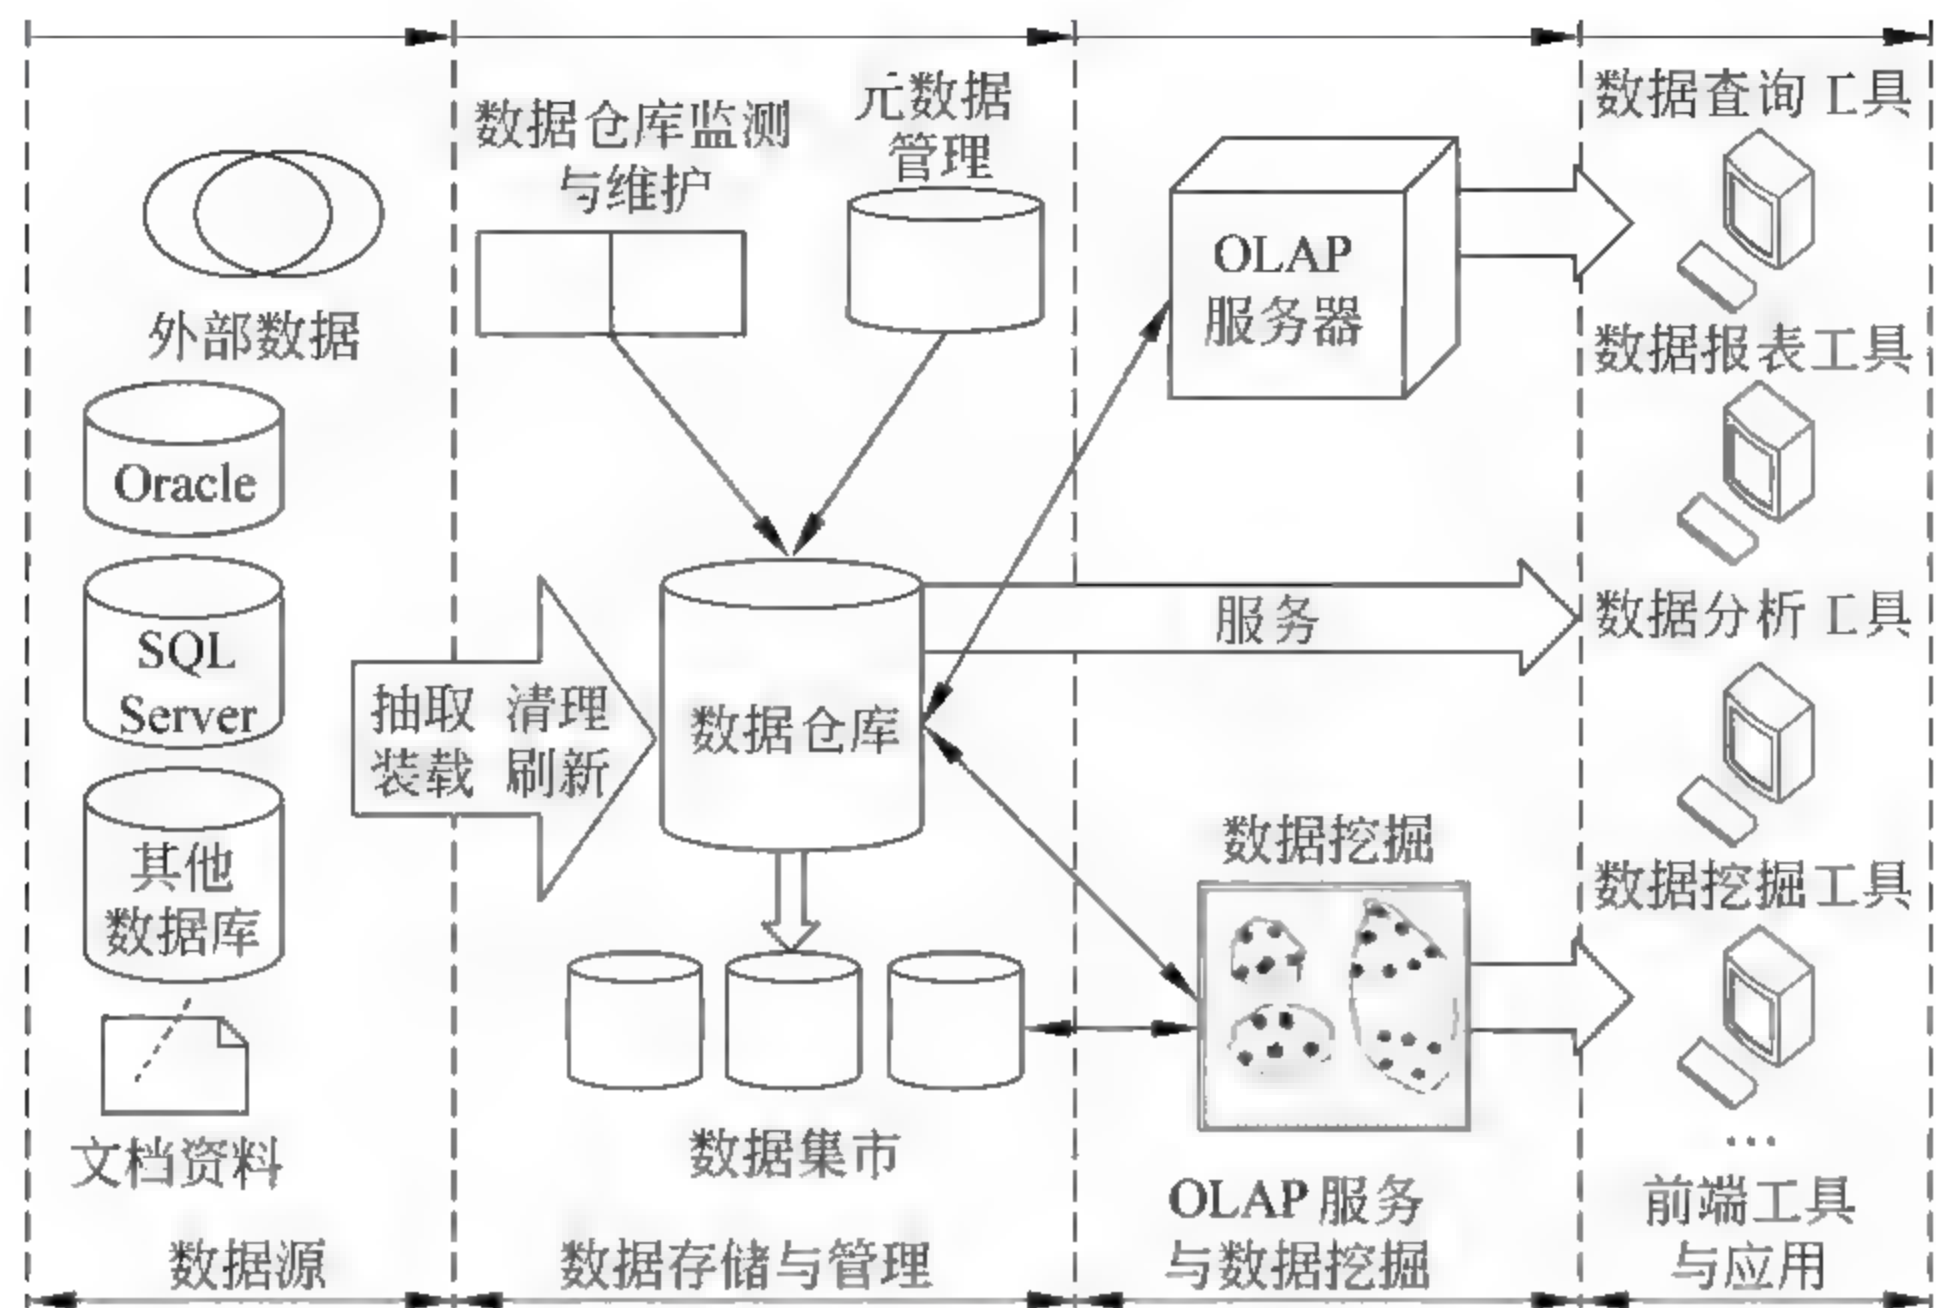 外部数据
Oracle
SQL
Server
其他
数据库
文档资料
数据源
抽取 清理
装载 刷新
数据仓库监测
与维护
元数据
管理
数据仓库
数据集市
数据存储与管理
OLAP
服务器
服务
数据挖掘
OLAP 服务
与数据挖掘
数据查询工具
数据报表工具
数据分析工具
数据挖掘工具
…
前端工具
与应用